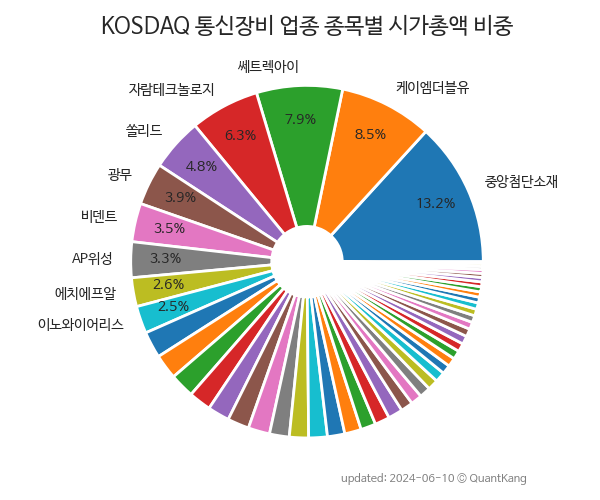 KOSDAQ 통신장비 업종 종목별 시가총액 비중
쎄트렉아이
자람테크놀로지
케이엠더블유
쏠리드
광무
중앙첨단소재
비덴트
AP위성
에치에프알
이노와이어리스
7.9%
6.3%
8.5%
4.8%
3.9%
13.2%
3.5%
3.3%
2.6%
2.5%
updated: 2024-06-10 © QuantKang